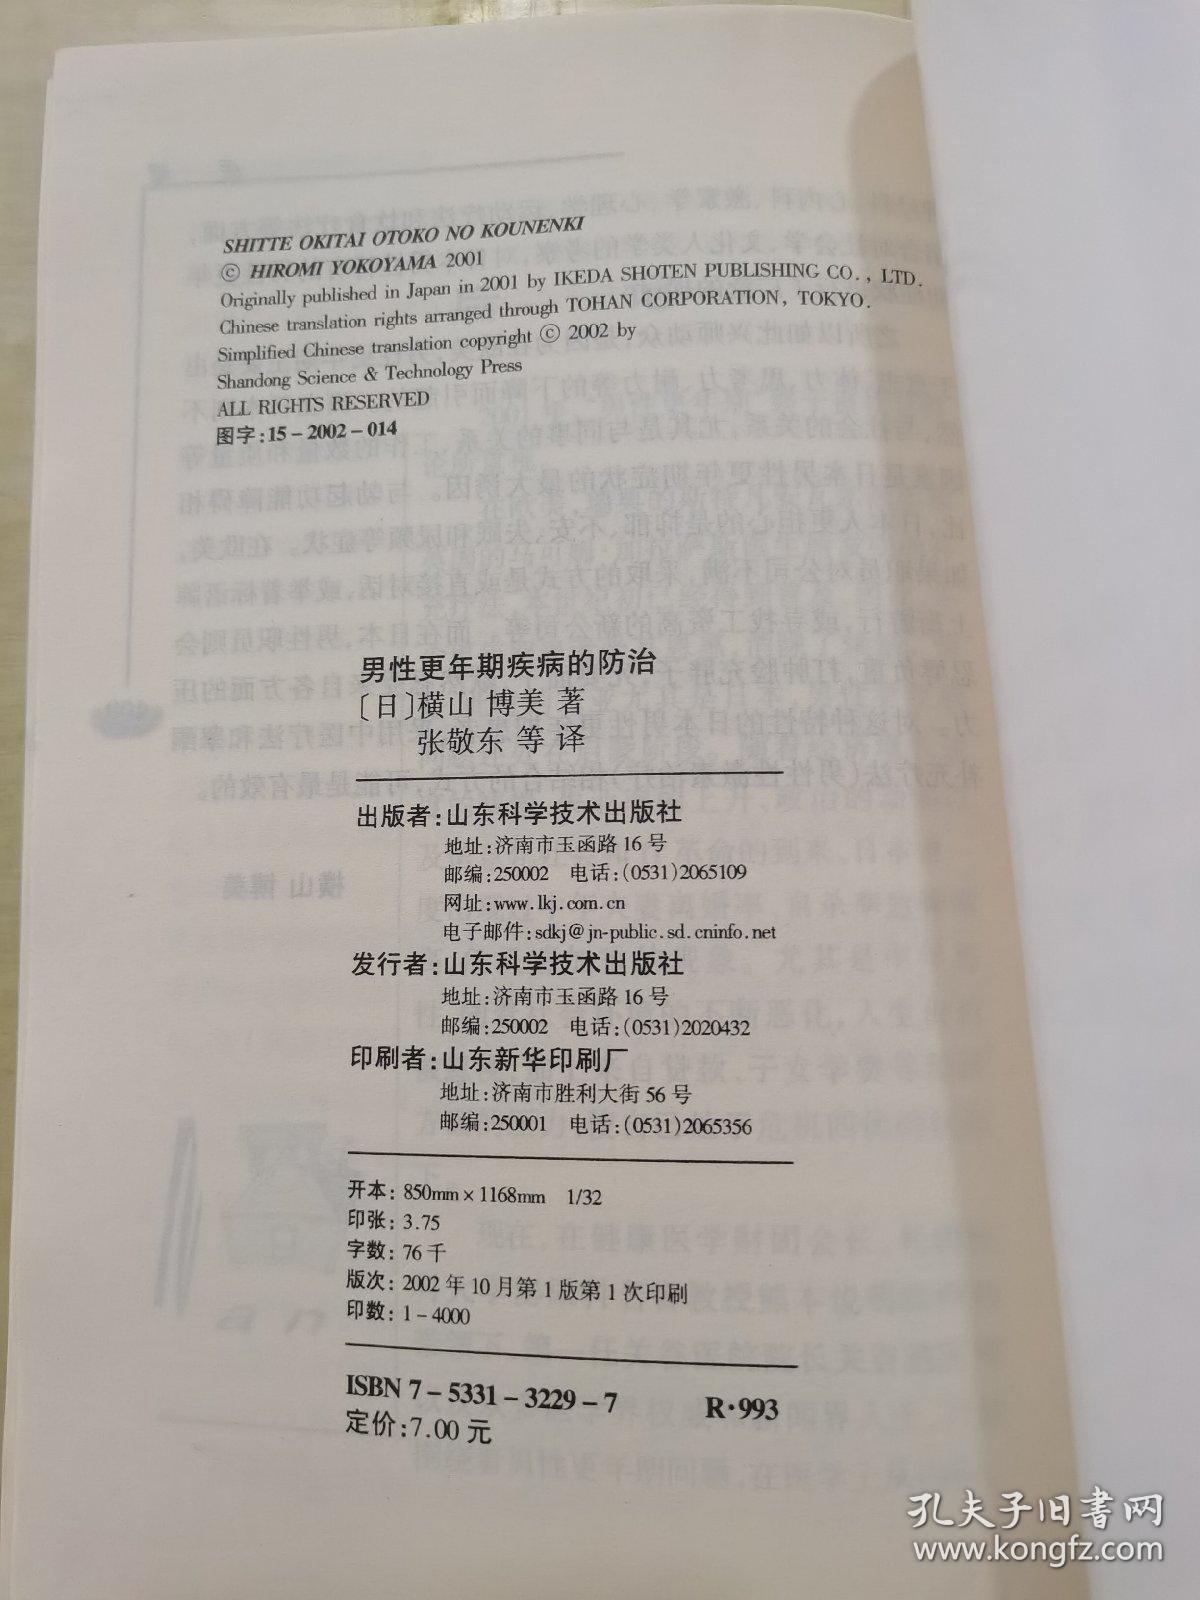 SHITTE OKITAI OTOKO NO KOUNENKI
© HIROMI YOKOYAMA 2001
Originally published in Japan in 2001 by IKEDA SHOTEN PUBLISHING CO., LTD.
Chinese translation rights arranged through TOHAN CORPORATION, TOKYO.
Simplified Chinese translation copyright © 2002 by
Shandong Science & Technology Press
ALL RIGHTS RESERVED
图字:15-2002-014
男性更年期疾病的防治
〔日〕横山 博美 著
张敬东 等 译
出版者:山东科学技术出版社
地址:济南市玉函路16号
邮编:250002 电话:(0531)2065109
网址:www.lkj.com.cn
电子邮件:sdkj@jn-public.sd.cninfo.net
发行者:山东科学技术出版社
地址:济南市玉函路16号
邮编:250002 电话:(0531)2020432
印刷者:山东新华印刷厂
地址:济南市胜利大街56号
邮编:250001 电话:(0531)2065356
开本: 850mm×1168mm 1/32
印张: 3.75
字数: 76千
版次: 2002年10月第1版第1次印刷
印数: 1-4000
ISBN 7-5331-3229-7 R·993
定价:7.00元
孔夫子旧书网
www.kongfz.com